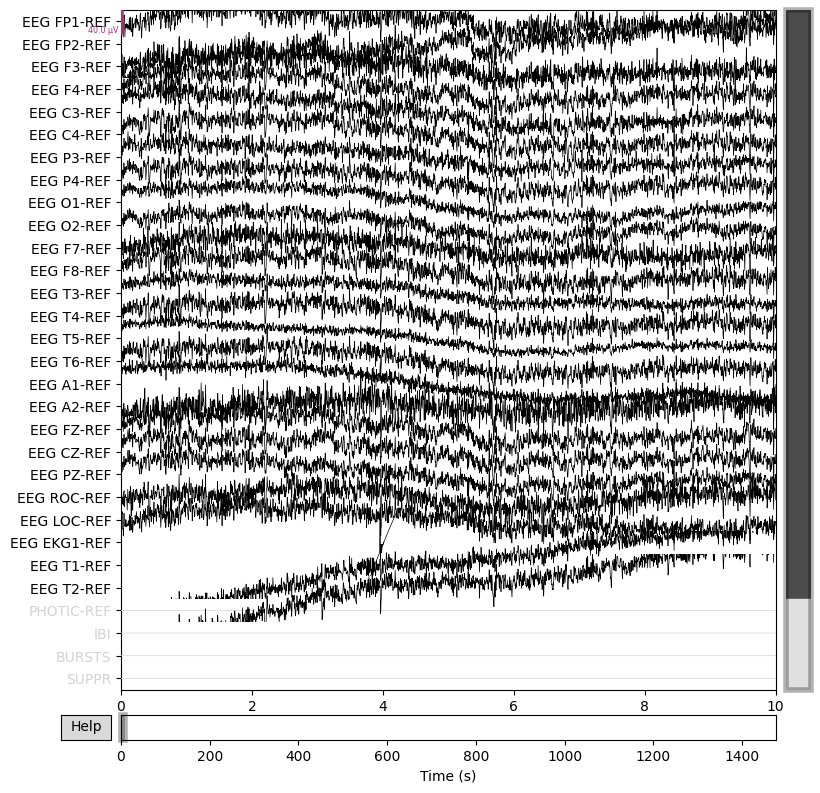 EEG FP1-REF
40.0 µV
EEG FP2-REF
EEG F3-REF
EEG F4-REF
EEG C3-REF
EEG C4-REF
EEG P3-REF
EEG P4-REF
EEG O1-REF
EEG O2-REF
EEG F7-REF
EEG F8-REF
EEG T3-REF
EEG T4-REF
EEG T5-REF
EEG T6-REF
EEG A1-REF
EEG A2-REF
EEG FZ-REF
EEG CZ-REF
EEG PZ-REF
EEG ROC-REF
EEG LOC-REF
EEG EKG1-REF
EEG T1-REF
EEG T2-REF
PHOTIC-REF
IBI
BURSTS
SUPPR
0 2 4 6 8 10
Help
0 200 400 600 800 1000 1200 1400
Time (s)